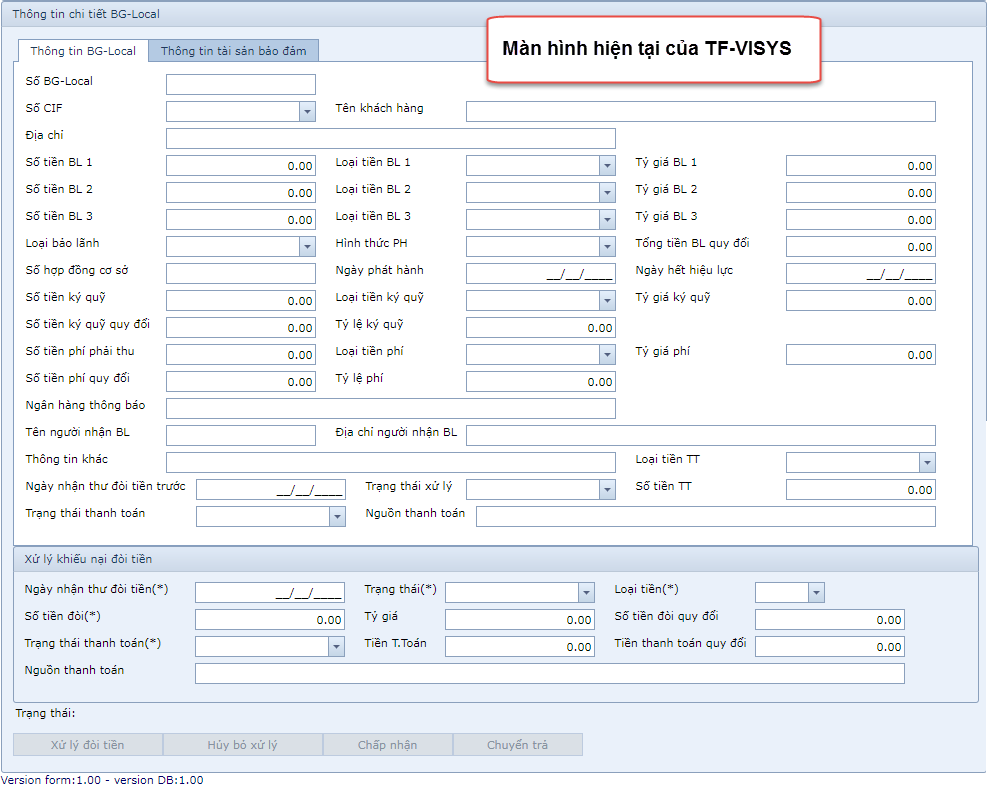 Thông tin chi tiết BG-Local
Màn hình hiện tại của TF-VISYS
Thông tin BG-Local Thông tin tài sản bảo đảm
Số BG-Local
Số CIF Tên khách hàng
Địa chỉ
Số tiền BL 1 0.00 Loại tiền BL 1 Tỷ giá BL 1 0.00
Số tiền BL 2 0.00 Loại tiền BL 2 Tỷ giá BL 2 0.00
Số tiền BL 3 0.00 Loại tiền BL 3 Tỷ giá BL 3 0.00
Loại bảo lãnh Hình thức PH Tổng tiền BL quy đổi 0.00
Số hợp đồng cơ sở Ngày phát hành __/__/____ Ngày hết hiệu lực __/__/____
Số tiền ký quỹ 0.00 Loại tiền ký quỹ Tỷ giá ký quỹ 0.00
Số tiền ký quỹ quy đổi 0.00 Tỷ lệ ký quỹ 0.00
Số tiền phí phải thu 0.00 Loại tiền phí Tỷ giá phí 0.00
Số tiền phí quy đổi 0.00 Tỷ lệ phí 0.00
Ngân hàng thông báo
Tên người nhận BL Địa chỉ người nhận BL
Thông tin khác Loại tiền TT
Ngày nhận thư đòi tiền trước __/__/____ Trạng thái xử lý Số tiền TT 0.00
Trạng thái thanh toán Nguồn thanh toán
Xử lý khiếu nại đòi tiền
Ngày nhận thư đòi tiền(*) __/__/____ Trạng thái(*) Loại tiền(*)
Số tiền đòi(*) 0.00 Tỷ giá 0.00 Số tiền đòi quy đổi 0.00
Trạng thái thanh toán(*) Tiền T.Toán 0.00 Tiền thanh toán quy đổi 0.00
Nguồn thanh toán
Trạng thái:
Xử lý đòi tiền Hủy bỏ xử lý Chấp nhận Chuyển trả
Version form:1.00 - version DB:1.00